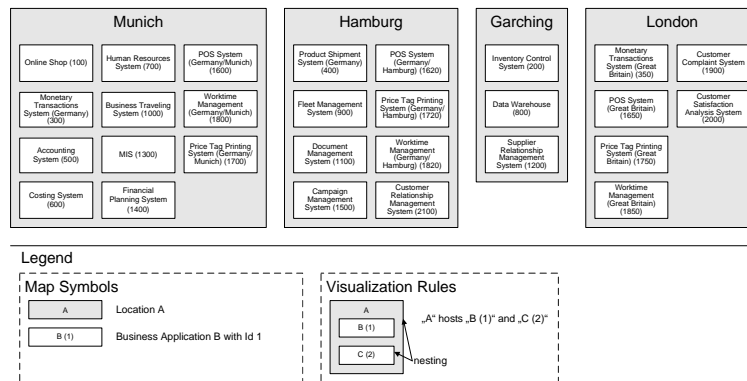 Munich
Online Shop (100)
Human Resources
System (700)
POS System
(Germany/Munich)
(1600)
Monetary
Transactions
System (Germany)
(300)
Business Traveling
System (1000)
Worktime
Management
(Germany/Munich)
(1800)
Accounting
System (500)
MIS (1300)
Price Tag Printing
System (Germany/
Munich) (1700)
Costing System
(600)
Financial
Planning System
(1400)
Hamburg
Product Shipment
System (Germany)
(400)
POS System
(Germany/
Hamburg) (1620)
Fleet Management
System (900)
Price Tag Printing
System (Germany/
Hamburg) (1720)
Document
Management
System (1100)
Worktime
Management
(Germany/
Hamburg) (1820)
Campaign
Management
System (1500)
Customer
Relationship
Management
System (2100)
Garching
Inventory Control
System (200)
Data Warehouse
(800)
Supplier
Relationship
Management
System (1200)
London
Monetary
Transactions
System (Great
Britain) (350)
Customer
Complaint System
(1900)
POS System
(Great Britain)
(1650)
Customer
Satisfaction
Analysis System
(2000)
Price Tag Printing
System (Great
Britain) (1750)
Worktime
Management
(Great Britain)
(1850)
Legend
Map Symbols
A
Location A
B (1)
Business Application B with Id 1
Visualization Rules
A
B (1)
C (2)
„A“ hosts „B (1)“ and „C (2)“
nesting